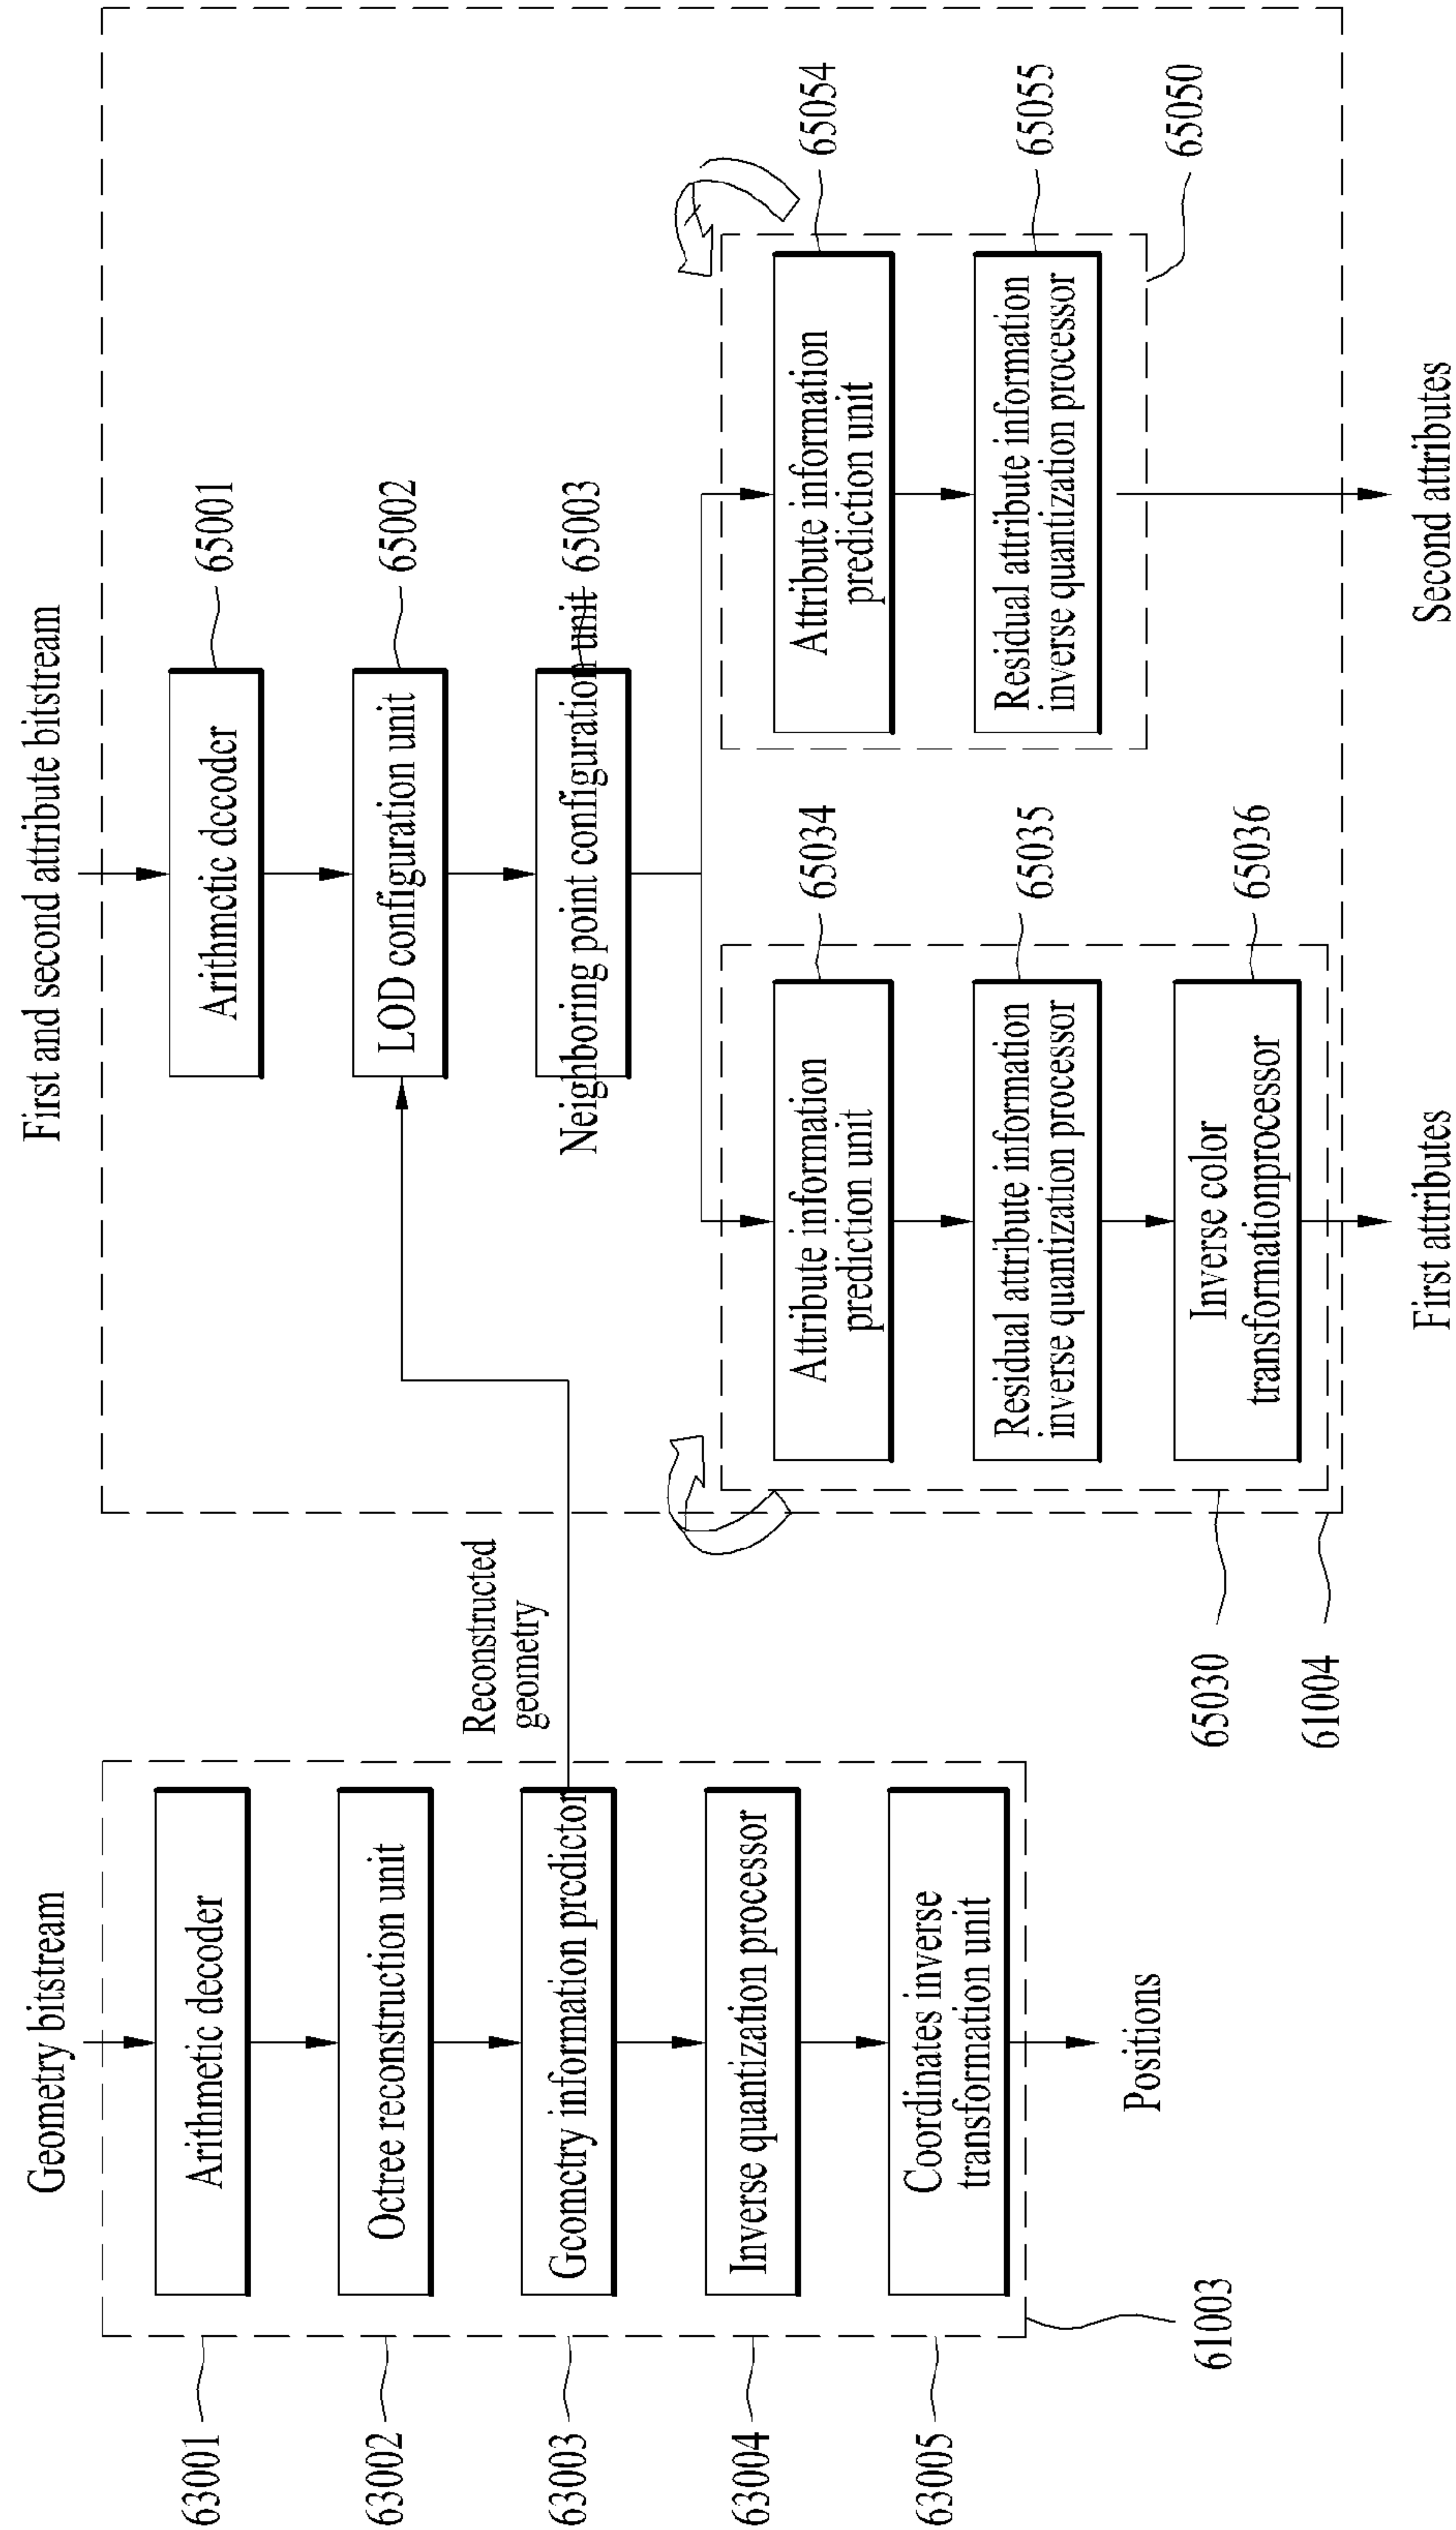 Geometry bitstream
63001
Arithmetic decoder
63002
Octree reconstruction unit
63003
Geometry information predictor
63004
Inverse quantization processor
63005
Coordinates inverse
transformation unit
61003
Positions
Reconstructed
geometry
First and second attribute bitstream
Arithmetic decoder
65001
LOD configuration unit
65002
Neighboring point configuration unit
65003
Attribute information
prediction unit
65034
Residual attribute information
inverse quantization processor
65035
Inverse color
transformationprocessor
65036
65030
61004
First attributes
Attribute information
prediction unit
65054
Residual attribute information
inverse quantization processor
65055
65050
Second attributes